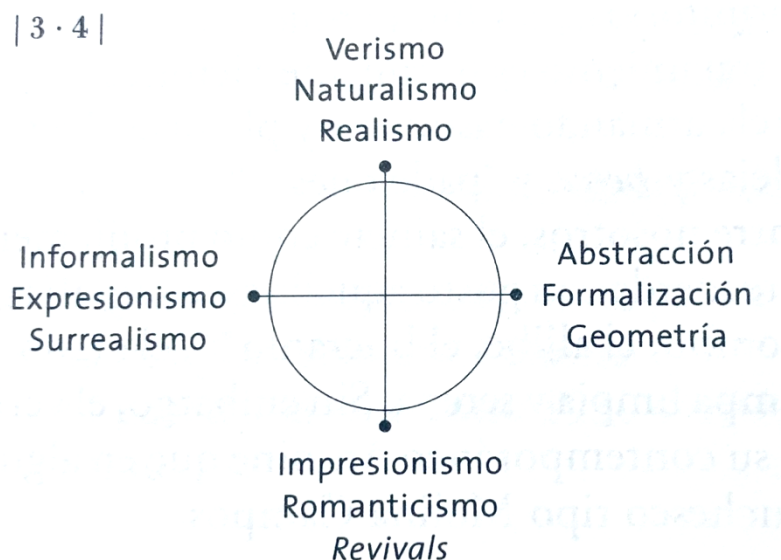 | 3 · 4 |
Verismo
Naturalismo
Realismo
Informalismo
Expresionismo
Surrealismo
Abstracción
Formalización
Geometría
Impresionismo
Romanticismo
Revivals